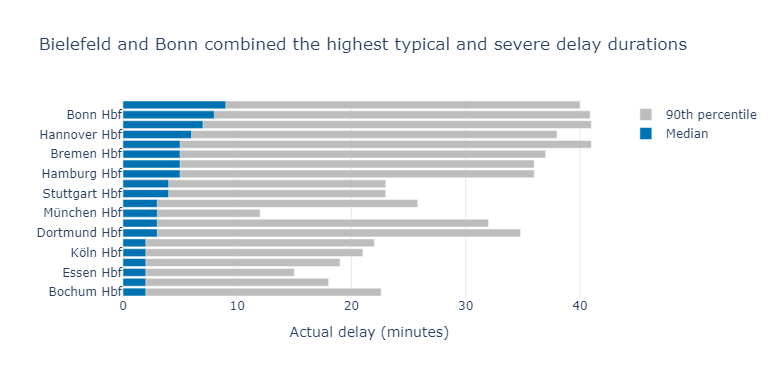 Bielefeld and Bonn combined the highest typical and severe delay durations
90th percentile
Median
Bonn Hbf
Hannover Hbf
Bremen Hbf
Hamburg Hbf
Stuttgart Hbf
München Hbf
Dortmund Hbf
Köln Hbf
Essen Hbf
Bochum Hbf
0 10 20 30 40
Actual delay (minutes)